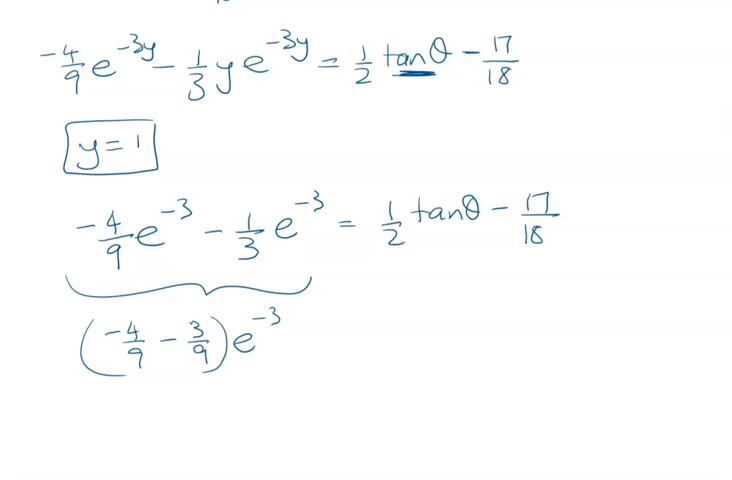 -4/9 e^{-3y} - 1/3 y e^{-3y} = 1/2 tanθ - 17/18
y = 1
-4/9 e^{-3} - 1/3 e^{-3} = 1/2 tanθ - 17/18
(-4/9 - 3/9) e^{-3}